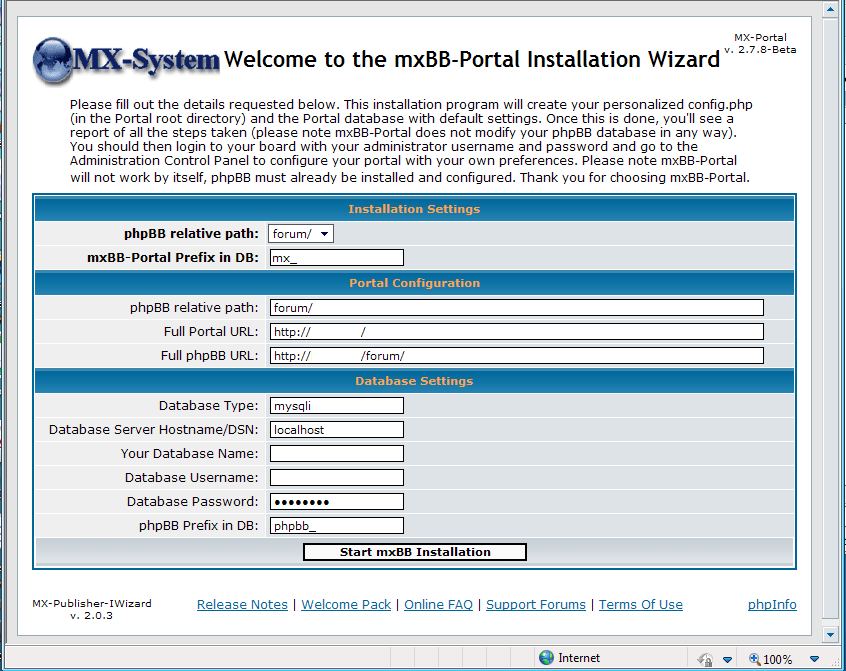 MX-System Welcome to the mxBB-Portal Installation Wizard
MX-Portal
v. 2.7.8-Beta
Please fill out the details requested below. This installation program will create your personalized config.php
(in the Portal root directory) and the Portal database with default settings. Once this is done, you'll see a
report of all the steps taken (please note mxBB-Portal does not modify your phpBB database in any way).
You should then login to your board with your administrator username and password and go to the
Administration Control Panel to configure your portal with your own preferences. Please note mxBB-Portal
will not work by itself, phpBB must already be installed and configured. Thank you for choosing mxBB-Portal.
Installation Settings
phpBB relative path: forum/
mxBB-Portal Prefix in DB: mx_
Portal Configuration
phpBB relative path: forum/
Full Portal URL: http:// /
Full phpBB URL: http:// /forum/
Database Settings
Database Type: mysqli
Database Server Hostname/DSN: localhost
Your Database Name:
Database Username:
Database Password: ••••••••
phpBB Prefix in DB: phpbb_
Start mxBB Installation
MX-Publisher-IWizard
v. 2.0.3
Release Notes | Welcome Pack | Online FAQ | Support Forums | Terms Of Use
phpInfo
Internet
100%